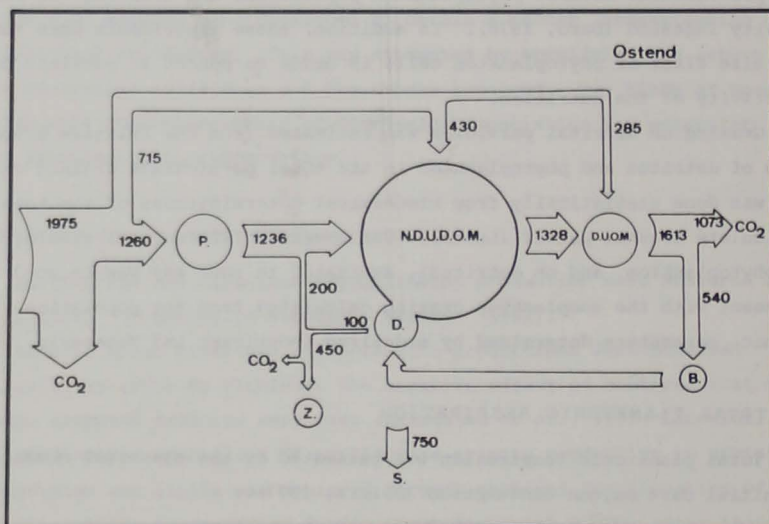 Ostend
430
285
715
1975
1260
P.
1236
N.D.U.D.O.M.
1328
D.U.O.M.
1613
1073
CO2
200
540
100
D.
450
CO2
CO2
Z.
B.
750
S.